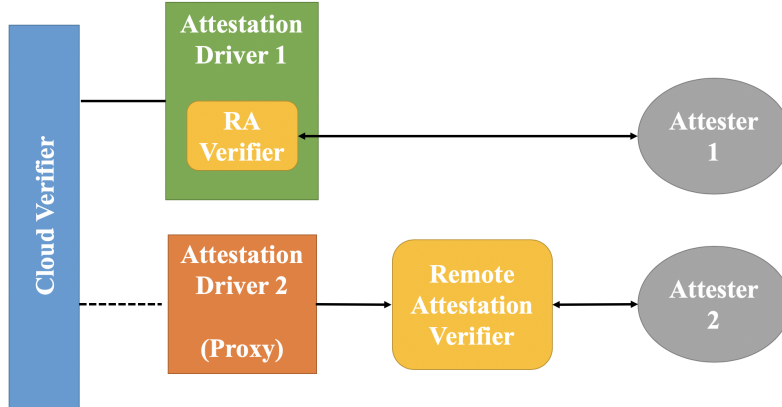 Cloud Verifier
Attestation
Driver 1
RA
Verifier
Attester
1
Attestation
Driver 2
(Proxy)
Remote
Attestation
Verifier
Attester
2